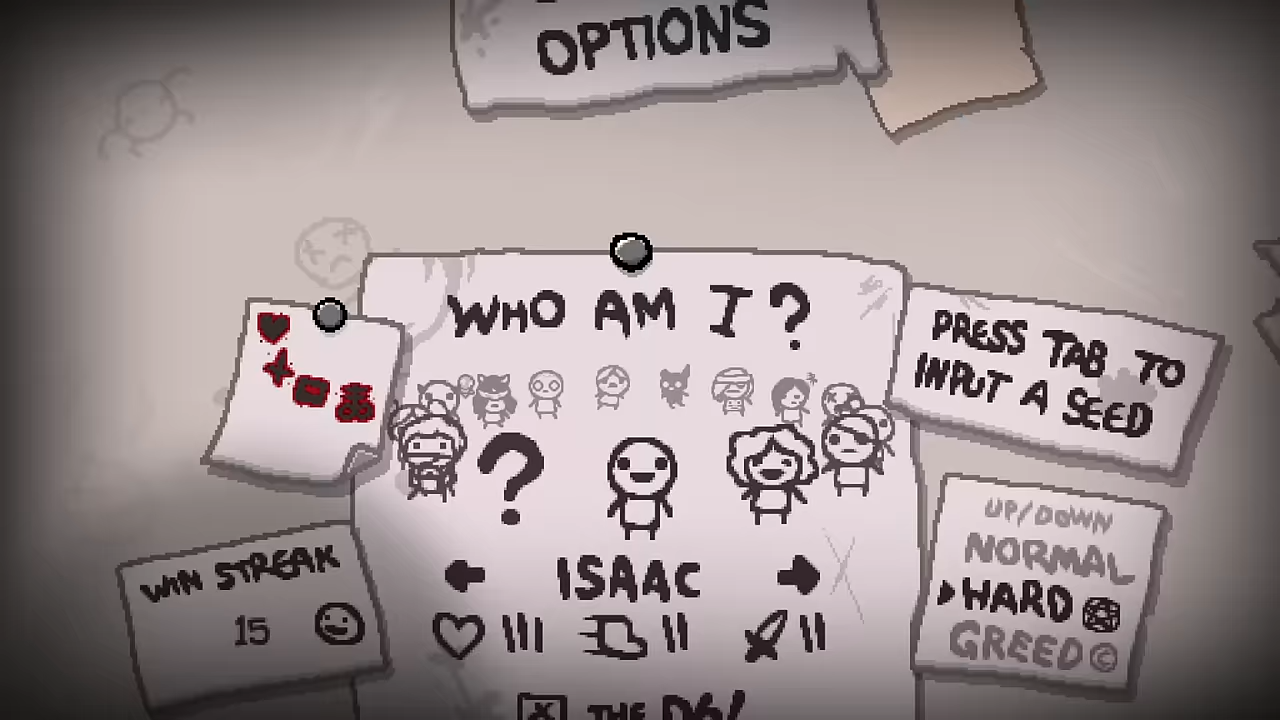 OPTIONS
WHO AM I?
PRESS TAB TO
INPUT A SEED
?
WIN STREAK
15
ISAAC
UP/DOWN
NORMAL
HARD
GREED ©
THE D6!